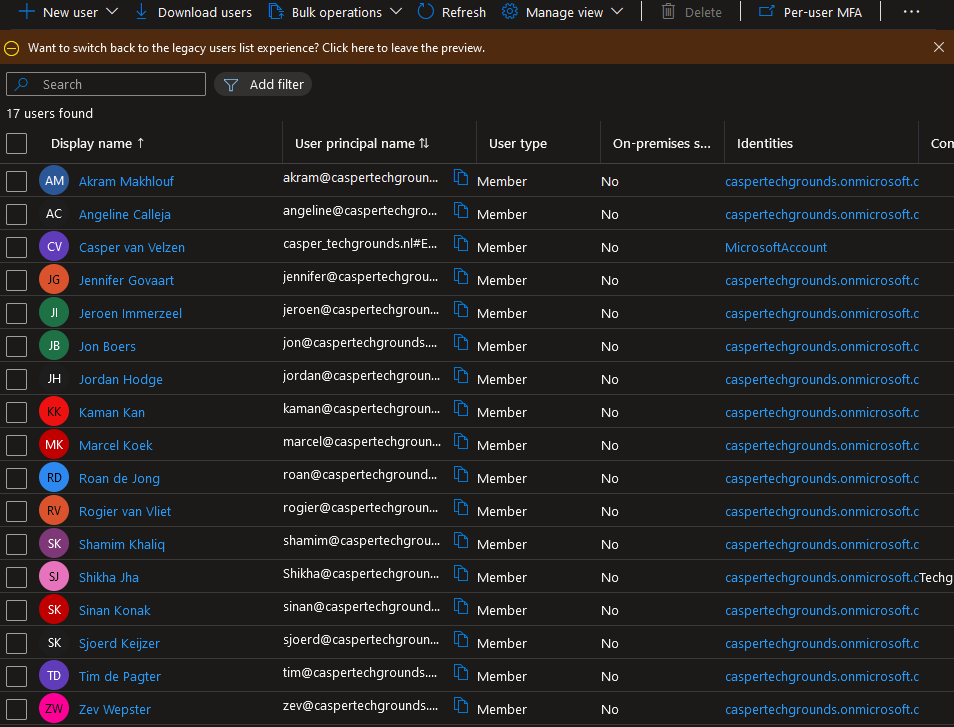 New user Download users Bulk operations Refresh Manage view Delete Per-user MFA ...
Want to switch back to the legacy users list experience? Click here to leave the preview.
Search Add filter
17 users found
Display name ↑ User principal name ⇅ User type On-premises s... Identities Con
AM Akram Makhlouf akram@caspertechgroun... Member No caspertechgrounds.onmicrosoft.c
AC Angeline Calleja angeline@caspertechgro... Member No caspertechgrounds.onmicrosoft.c
CV Casper van Velzen casper_techgrounds.nl#E... Member No MicrosoftAccount
JG Jennifer Govaart jennifer@caspertechgrou... Member No caspertechgrounds.onmicrosoft.c
JI Jeroen Immerzeel jeroen@caspertechgroun... Member No caspertechgrounds.onmicrosoft.c
JB Jon Boers jon@caspertechgrounds.... Member No caspertechgrounds.onmicrosoft.c
JH Jordan Hodge jordan@caspertechgroun... Member No caspertechgrounds.onmicrosoft.c
KK Kaman Kan kaman@caspertechgroun... Member No caspertechgrounds.onmicrosoft.c
MK Marcel Koek marcel@caspertechgroun... Member No caspertechgrounds.onmicrosoft.c
RD Roan de Jong roan@caspertechground... Member No caspertechgrounds.onmicrosoft.c
RV Rogier van Vliet rogier@caspertechgroun... Member No caspertechgrounds.onmicrosoft.c
SK Shamim Khaliq shamim@caspertechgrou... Member No caspertechgrounds.onmicrosoft.c
SJ Shikha Jha Shikha@caspertechgroun... Member No caspertechgrounds.onmicrosoft.c Techg
SK Sinan Konak sinan@caspertechground... Member No caspertechgrounds.onmicrosoft.c
SK Sjoerd Keijzer sjoerd@caspertechgroun... Member No caspertechgrounds.onmicrosoft.c
TD Tim de Pagter tim@caspertechgrounds.... Member No caspertechgrounds.onmicrosoft.c
ZW Zev Wepster zev@caspertechgrounds.... Member No caspertechgrounds.onmicrosoft.c